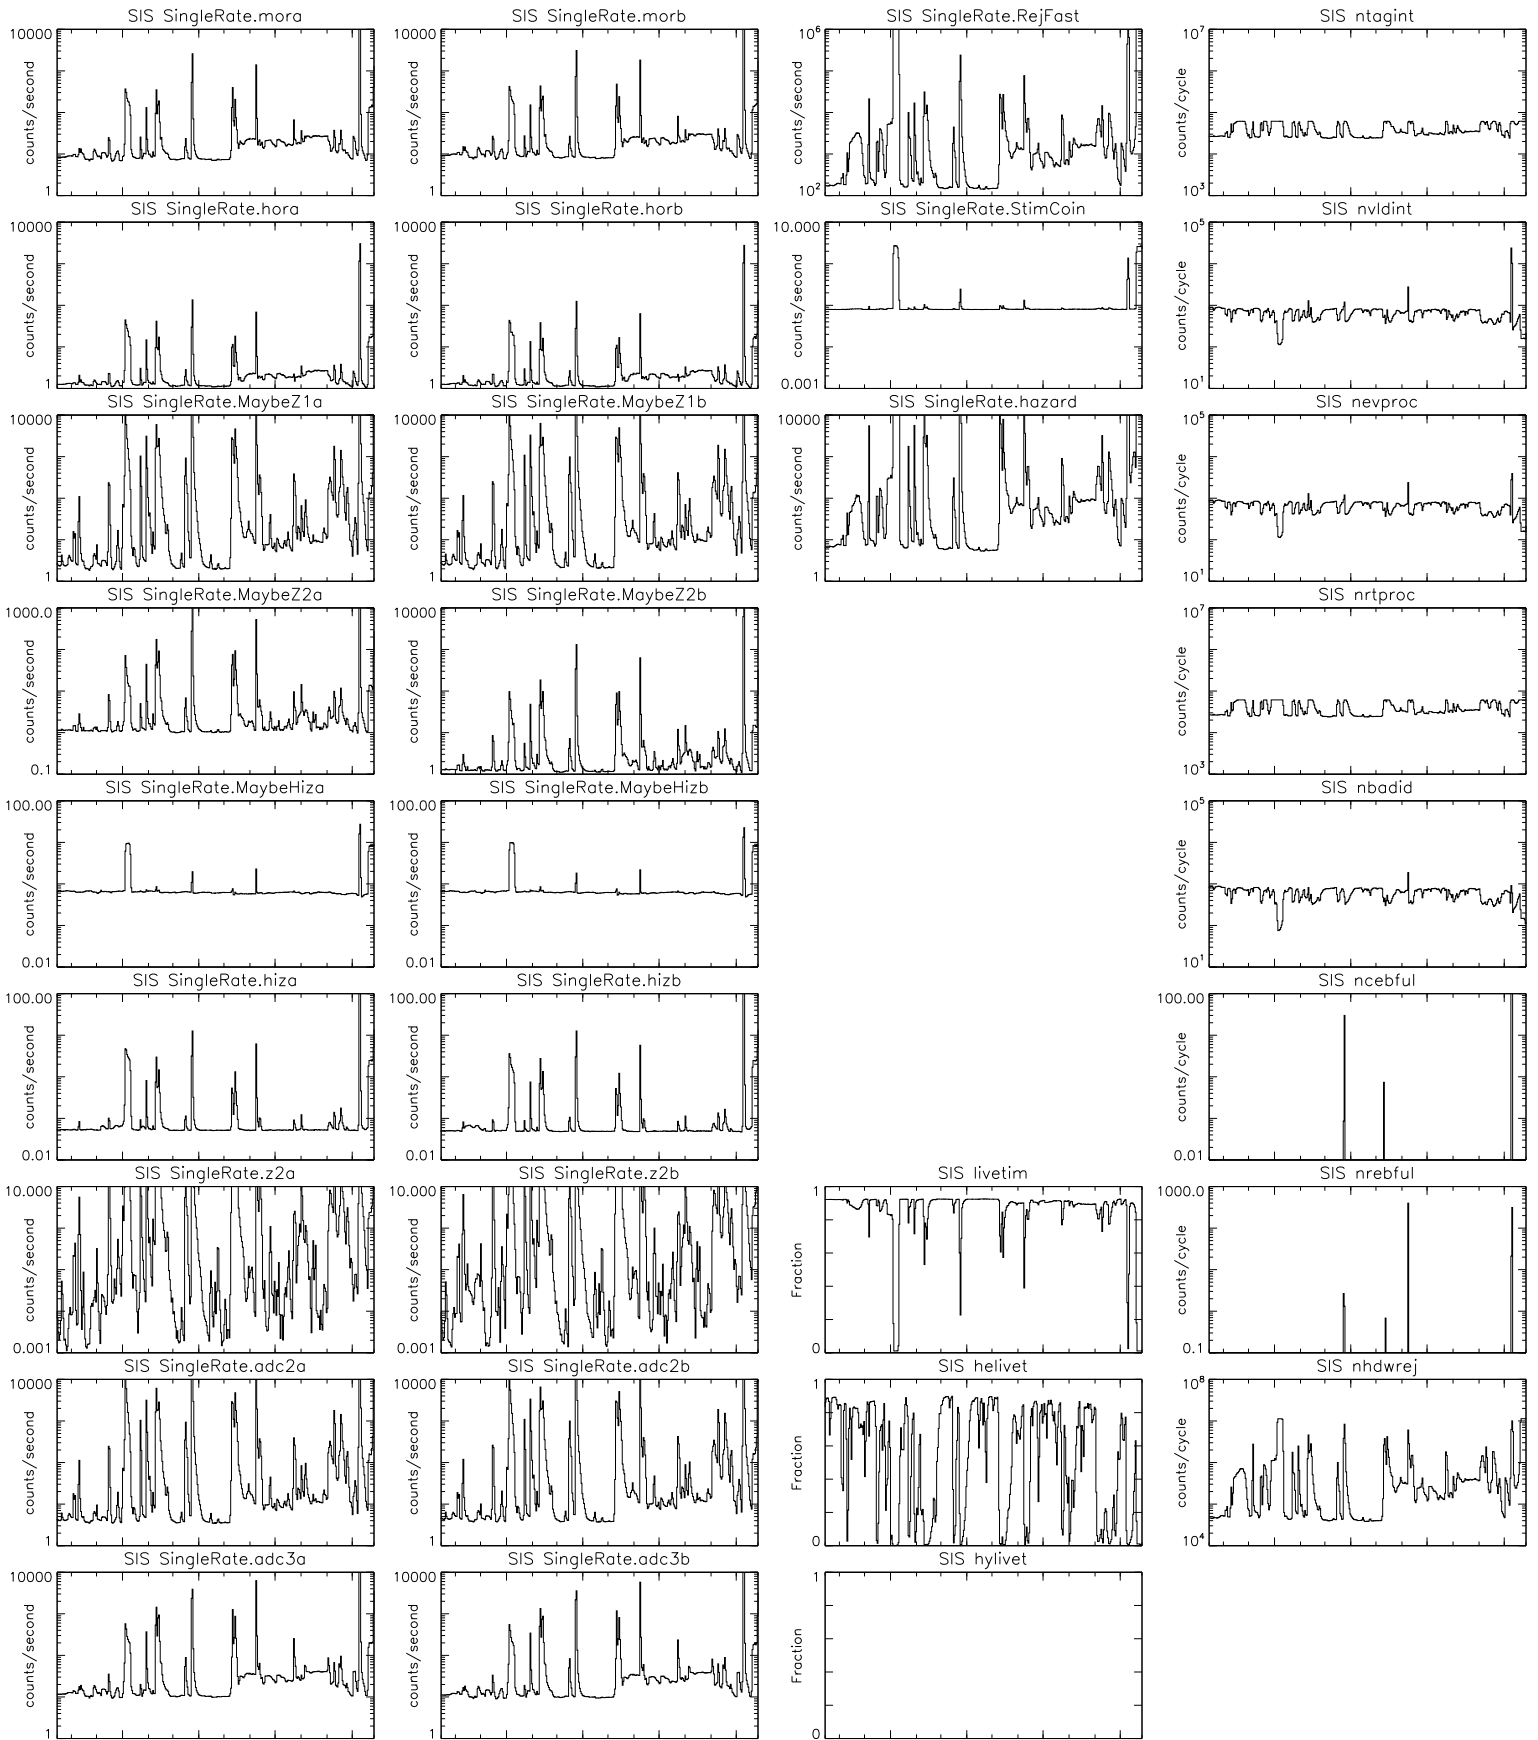 SIS SingleRate.mora
10000
1
counts/second
SIS SingleRate.morb
10000
1
counts/second
SIS SingleRate.RejFast
10^6
10^2
counts/second
SIS ntagint
10^7
10^3
counts/cycle
SIS SingleRate.hora
10000
1
counts/second
SIS SingleRate.horb
10000
1
counts/second
SIS SingleRate.StimCoin
10.000
0.001
counts/second
SIS nvldint
10^5
10^1
counts/cycle
SIS SingleRate.MaybeZ1a
10000
1
counts/second
SIS SingleRate.MaybeZ1b
10000
1
counts/second
SIS SingleRate.hazard
10000
1
counts/second
SIS nevproc
10^5
10^1
counts/cycle
SIS SingleRate.MaybeZ2a
1000.0
0.1
counts/second
SIS SingleRate.MaybeZ2b
10000
1
counts/second
SIS nrtproc
10^7
10^3
counts/cycle
SIS SingleRate.MaybeHiza
100.00
0.01
counts/second
SIS SingleRate.MaybeHizb
100.00
0.01
counts/second
SIS nbadid
10^5
10^1
counts/cycle
SIS SingleRate.hiza
100.00
0.01
counts/second
SIS SingleRate.hizb
100.00
0.01
counts/second
SIS ncebful
100.00
0.01
counts/cycle
SIS SingleRate.z2a
10.000
0.001
counts/second
SIS SingleRate.z2b
10.000
0.001
counts/second
SIS livetim
1
0
Fraction
SIS nrebful
1000.0
0.1
counts/cycle
SIS SingleRate.adc2a
10000
1
counts/second
SIS SingleRate.adc2b
10000
1
counts/second
SIS helivet
1
0
Fraction
SIS nhdwrej
10^8
10^4
counts/cycle
SIS SingleRate.adc3a
10000
1
counts/second
SIS SingleRate.adc3b
10000
1
counts/second
SIS hylivet
1
0
Fraction